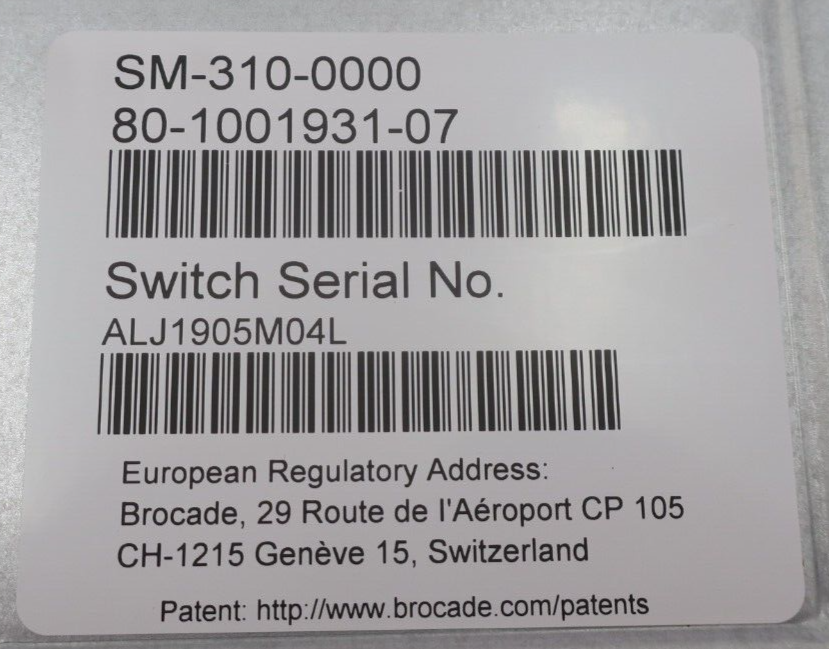 SM-310-0000
80-1001931-07
Switch Serial No.
ALJ1905M04L
European Regulatory Address:
Brocade, 29 Route de l'Aéroport CP 105
CH-1215 Genève 15, Switzerland
Patent: http://www.brocade.com/patents